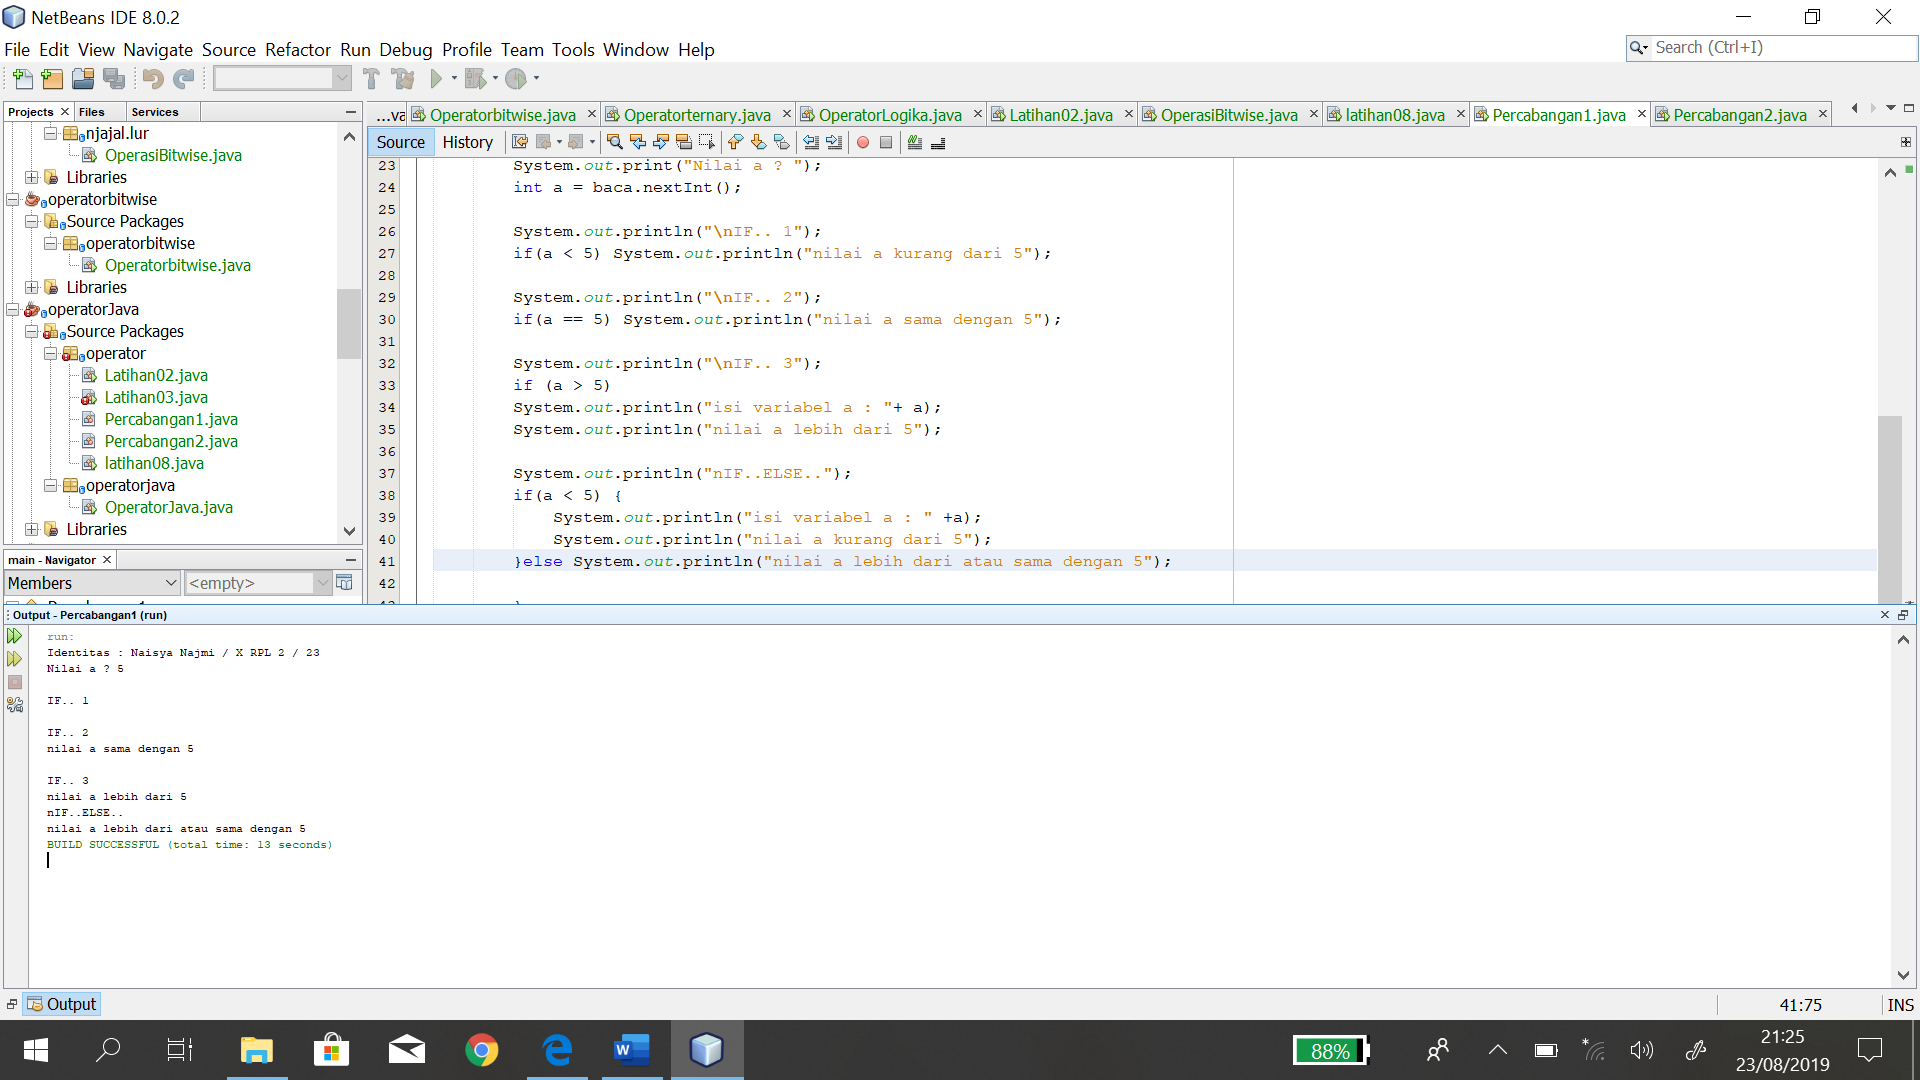 NetBeans IDE 8.0.2
File Edit View Navigate Source Refactor Run Debug Profile Team Tools Window Help
Search (Ctrl+I)
Projects Files Services
njajal.lur
OperasiBitwise.java
Libraries
operatorbitwise
Source Packages
operatorbitwise
Operatorbitwise.java
Libraries
operatorJava
Source Packages
operator
Latihan02.java
Latihan03.java
Percabangan1.java
Percabangan2.java
latihan08.java
operatorjava
OperatorJava.java
Libraries
main - Navigator
Members <empty>
...va Operatorbitwise.java Operatorternary.java OperatorLogika.java Latihan02.java OperasiBitwise.java latihan08.java Percabangan1.java Percabangan2.java
Source History
23 System.out.print("Nilai a ? ");
24 int a = baca.nextInt();
25
26 System.out.println("\nIF.. 1");
27 if(a < 5) System.out.println("nilai a kurang dari 5");
28
29 System.out.println("\nIF.. 2");
30 if(a == 5) System.out.println("nilai a sama dengan 5");
31
32 System.out.println("\nIF.. 3");
33 if (a > 5)
34 System.out.println("isi variabel a : "+ a);
35 System.out.println("nilai a lebih dari 5");
36
37 System.out.println("nIF..ELSE..");
38 if(a < 5) {
39 System.out.println("isi variabel a : " +a);
40 System.out.println("nilai a kurang dari 5");
41 }else System.out.println("nilai a lebih dari atau sama dengan 5");
42
Output - Percabangan1 (run)
run:
Identitas : Naisya Najmi / X RPL 2 / 23
Nilai a ? 5
IF.. 1
IF.. 2
nilai a sama dengan 5
IF.. 3
nilai a lebih dari 5
nIF..ELSE..
nilai a lebih dari atau sama dengan 5
BUILD SUCCESSFUL (total time: 13 seconds)
Output
41:75 INS
88%
21:25
23/08/2019